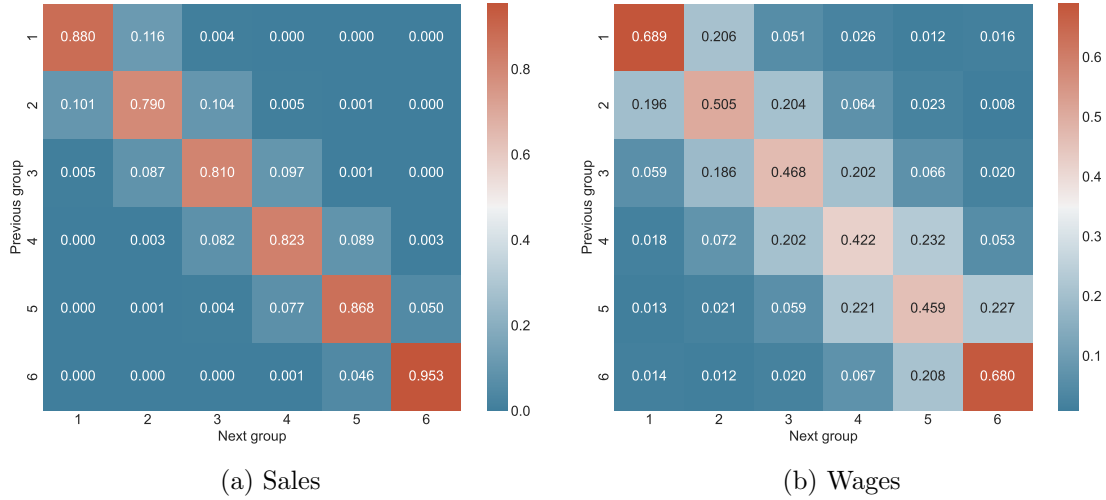 1 0.880 0.116 0.004 0.000 0.000 0.000
2 0.101 0.790 0.104 0.005 0.001 0.000
3 0.005 0.087 0.810 0.097 0.001 0.000
4 0.000 0.003 0.082 0.823 0.089 0.003
5 0.000 0.001 0.004 0.077 0.868 0.050
6 0.000 0.000 0.000 0.001 0.046 0.953
1 2 3 4 5 6
Previous group
Next group
0.8
0.6
0.4
0.2
0.0
(a) Sales
1 0.689 0.206 0.051 0.026 0.012 0.016
2 0.196 0.505 0.204 0.064 0.023 0.008
3 0.059 0.186 0.468 0.202 0.066 0.020
4 0.018 0.072 0.202 0.422 0.232 0.053
5 0.013 0.021 0.059 0.221 0.459 0.227
6 0.014 0.012 0.020 0.067 0.208 0.680
1 2 3 4 5 6
Previous group
Next group
0.6
0.5
0.4
0.3
0.2
0.1
(b) Wages